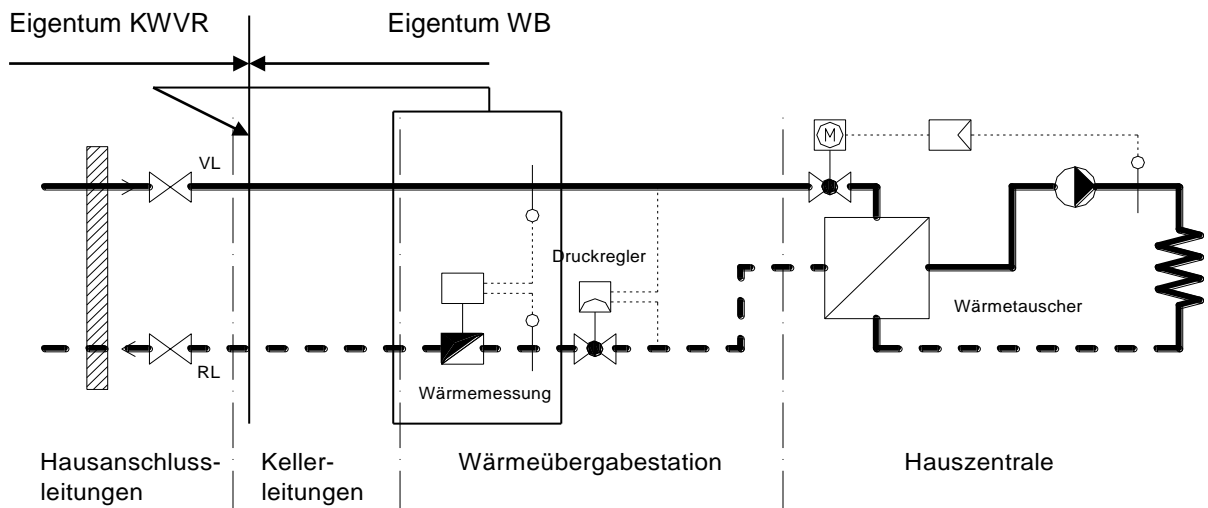 Eigentum KWVR
Eigentum WB
VL
M
Druckregler
Wärmetauscher
RL
Wärmemessung
Hausanschluss-
leitungen
Keller-
leitungen
Wärmeübergabestation
Hauszentrale